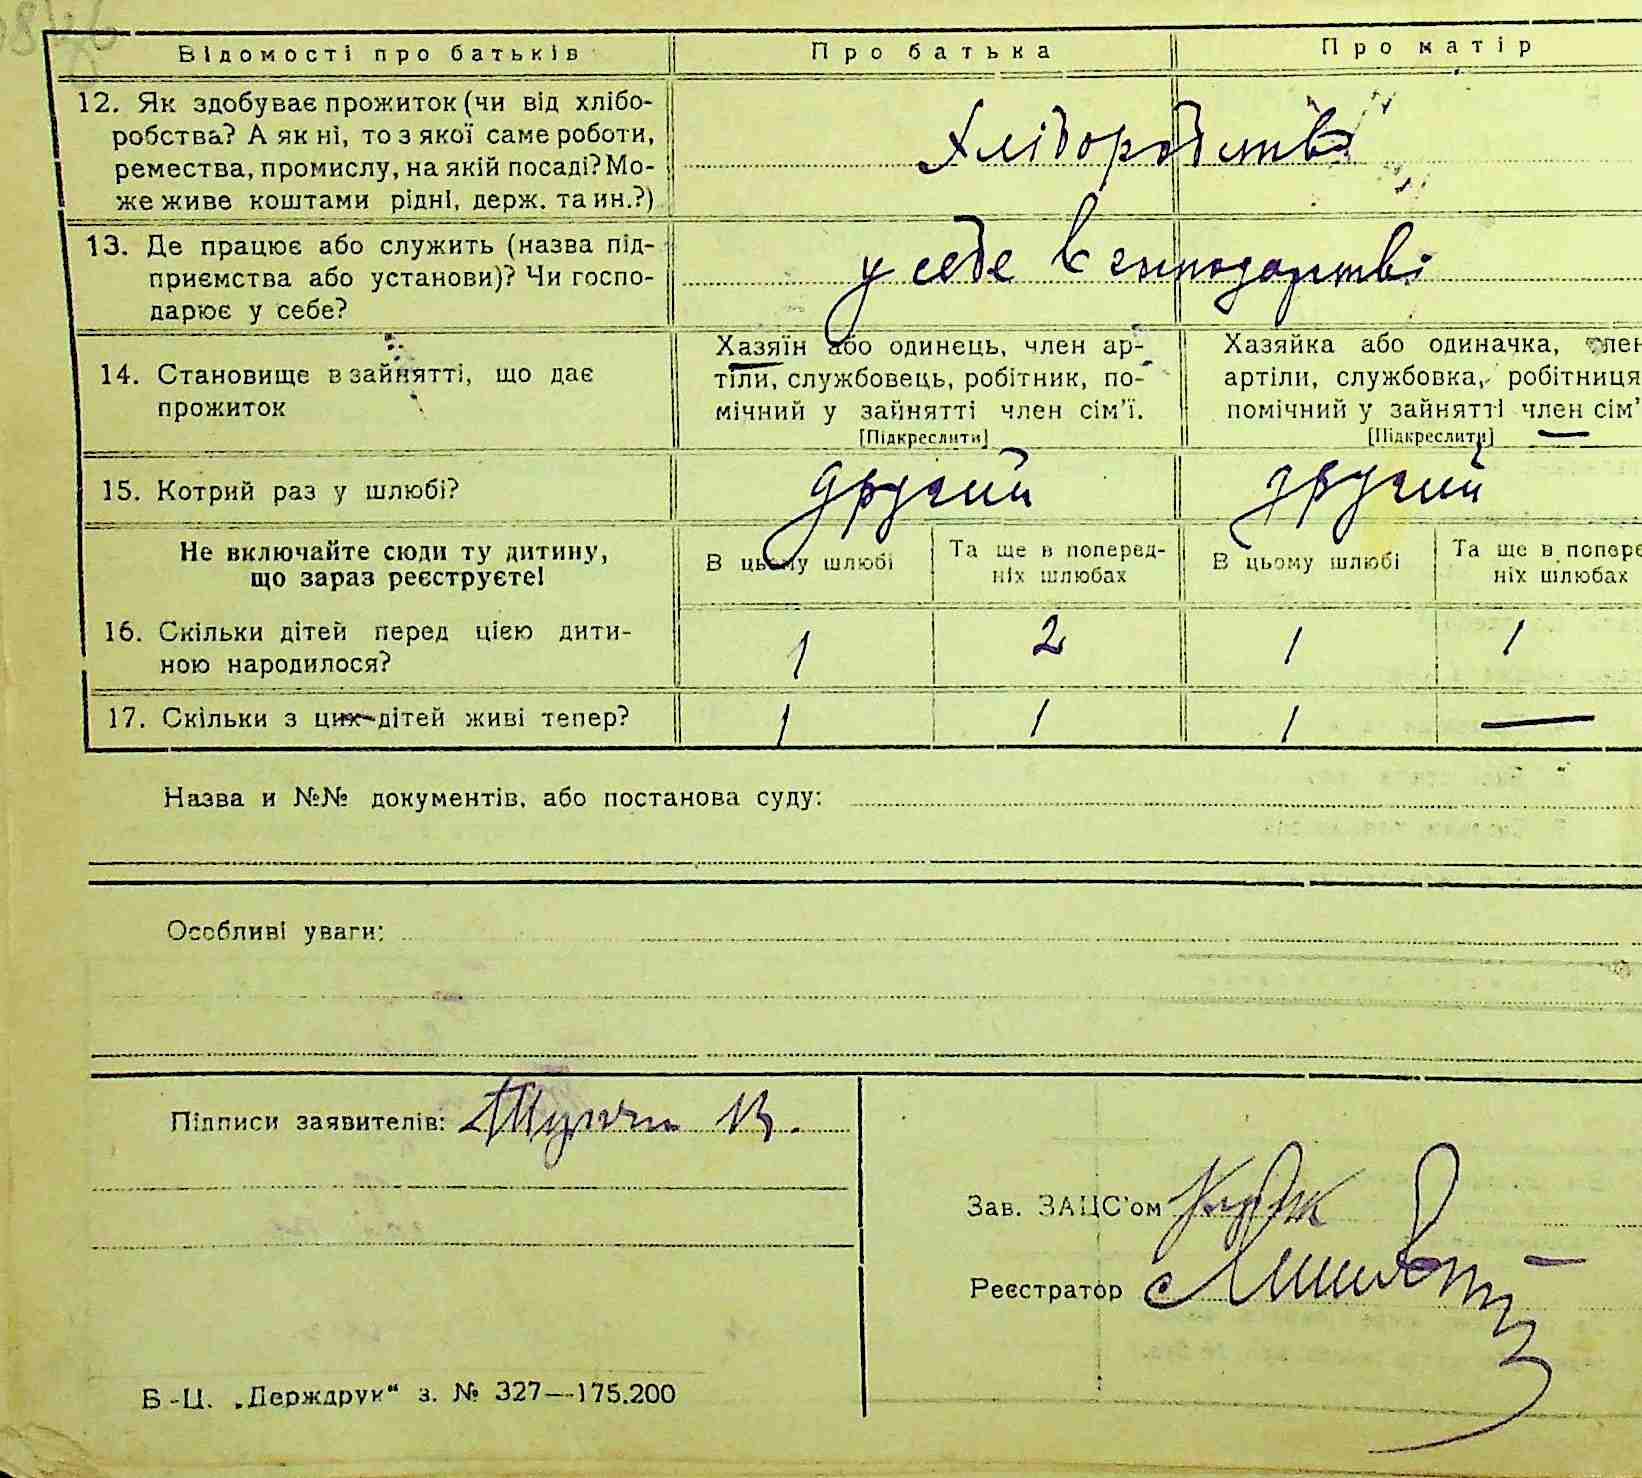 Відомості про батьків Про батька Про матір
12. Як здобуває прожиток (чи від хлібо-
робства? А як ні, то з якої саме роботи,
ремества, промислу, на якій посаді? Мо-
же живе коштами рідні, держ. та ин.?)
Хліборобство
13. Де працює або служить (назва під-
приємства або установи)? Чи госпо-
дарює у себе?
у себе в господарстві
14. Становище в зайнятті, що дає
прожиток
Хазяїн або одинець, член ар-
тіли, службовець, робітник, по-
мічний у зайнятті член сім'ї.
[Підкреслити]
Хазяйка або одиначка, член
артіли, службовка, робітниця
помічний у зайнятті член сім'
[Підкреслити]
15. Котрий раз у шлюбі? другий другий
Не включайте сюди ту дитину,
що зараз реєструєте!
В цьому шлюбі
Та ще в поперед-
ніх шлюбах
В цьому шлюбі
Та ще в попере
ніх шлюбах
16. Скільки дітей перед цією дити-
ною народилося?
1 2 1 1
17. Скільки з цих дітей живі тепер? 1 1 1 —
Назва и №№ документів, або постанова суду:
Особливі уваги:
Підписи заявителів:
Зав. ЗАЦС'ом
Реєстратор
Б-Ц. „Держдрук“ з. № 327—175.200